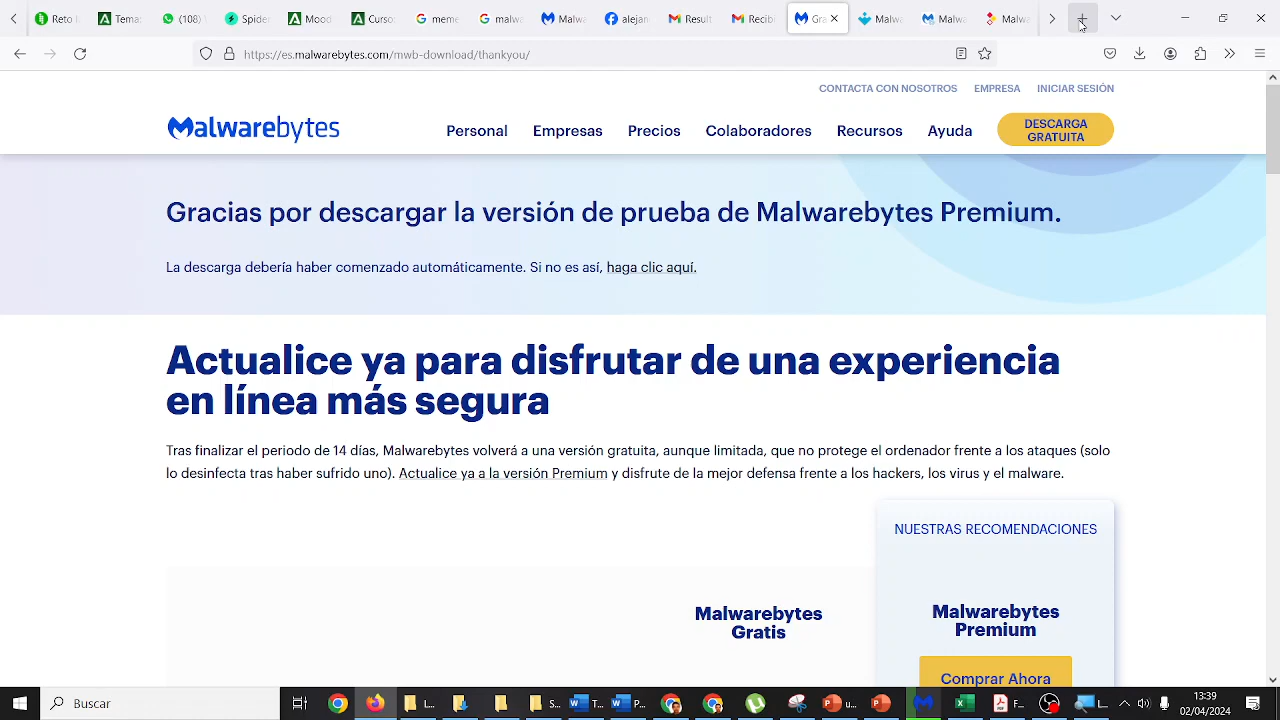 Reto la
Tema:
(108)
Spider
Mood
Curso
meme
malw
Malw
alejan
Result
Recib
Gra
Malw
Malw
Malw
https://es.malwarebytes.com/mwb-download/thankyou/
CONTACTA CON NOSOTROS EMPRESA INICIAR SESIÓN
Malwarebytes
Personal Empresas Precios Colaboradores Recursos Ayuda
DESCARGA
GRATUITA
Gracias por descargar la versión de prueba de Malwarebytes Premium.
La descarga debería haber comenzado automáticamente. Si no es así, haga clic aquí.
Actualice ya para disfrutar de una experiencia
en línea más segura
Tras finalizar el periodo de 14 días, Malwarebytes volverá a una versión gratuita, aunque limitada, que no protege el ordenador frente a los ataques (solo
lo desinfecta tras haber sufrido uno). Actualice ya a la versión Premium y disfrute de la mejor defensa frente a los hackers, los virus y el malware.
NUESTRAS RECOMENDACIONES
Malwarebytes
Gratis
Malwarebytes
Premium
Comprar Ahora
Buscar
L...
1...
S...
T...
P...
u...
P...
F...
L...
13:39
02/04/2024